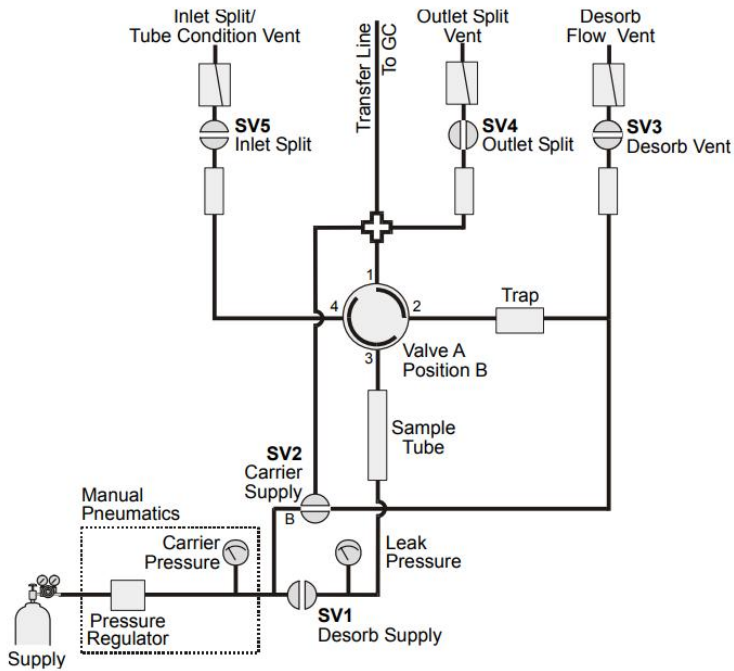 Inlet Split/
Tube Condition Vent
Transfer Line
To GC
Outlet Split
Vent
Desorb
Flow Vent
SV5
Inlet Split
SV4
Outlet Split
SV3
Desorb Vent
1
4
2
3
Trap
Valve A
Position B
Sample
Tube
SV2
Carrier
Supply
B
Manual
Pneumatics
Carrier
Pressure
Leak
Pressure
Pressure
Regulator
SV1
Desorb Supply
Supply